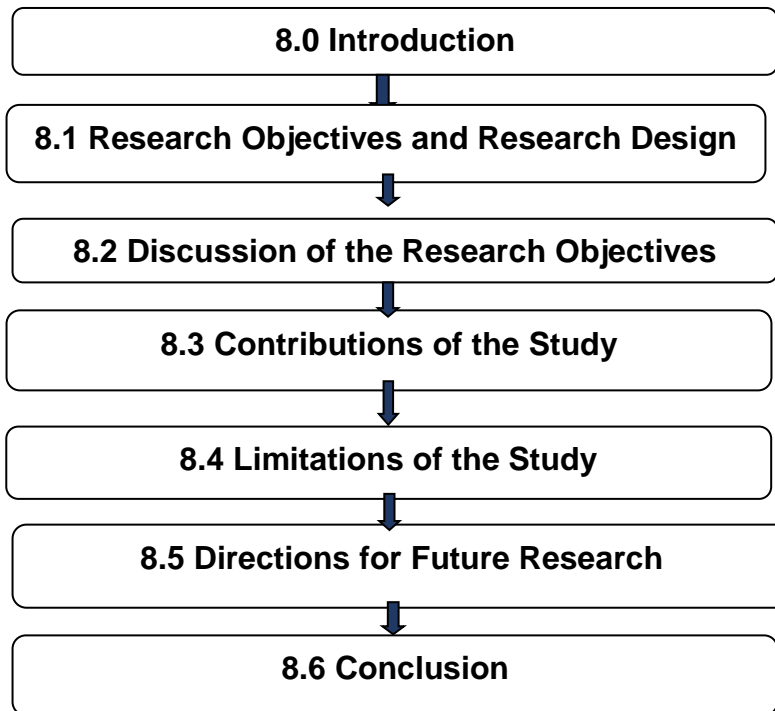 8.0 Introduction
8.1 Research Objectives and Research Design
8.2 Discussion of the Research Objectives
8.3 Contributions of the Study
8.4 Limitations of the Study
8.5 Directions for Future Research
8.6 Conclusion